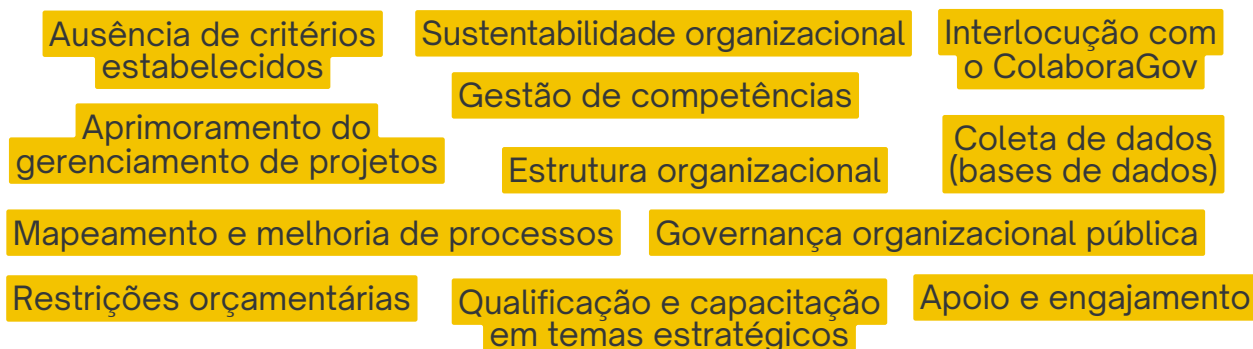 Ausência de critérios
estabelecidos
Sustentabilidade organizacional
Interlocução com
o ColaboraGov
Gestão de competências
Aprimoramento do
gerenciamento de projetos
Estrutura organizacional
Coleta de dados
(bases de dados)
Mapeamento e melhoria de processos
Governança organizacional pública
Restrições orçamentárias
Qualificação e capacitação
em temas estratégicos
Apoio e engajamento